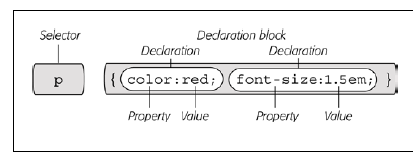 Selector Declaration block
Declaration Declaration
p { color:red; font-size:1.5em; }
Property Value Property Value